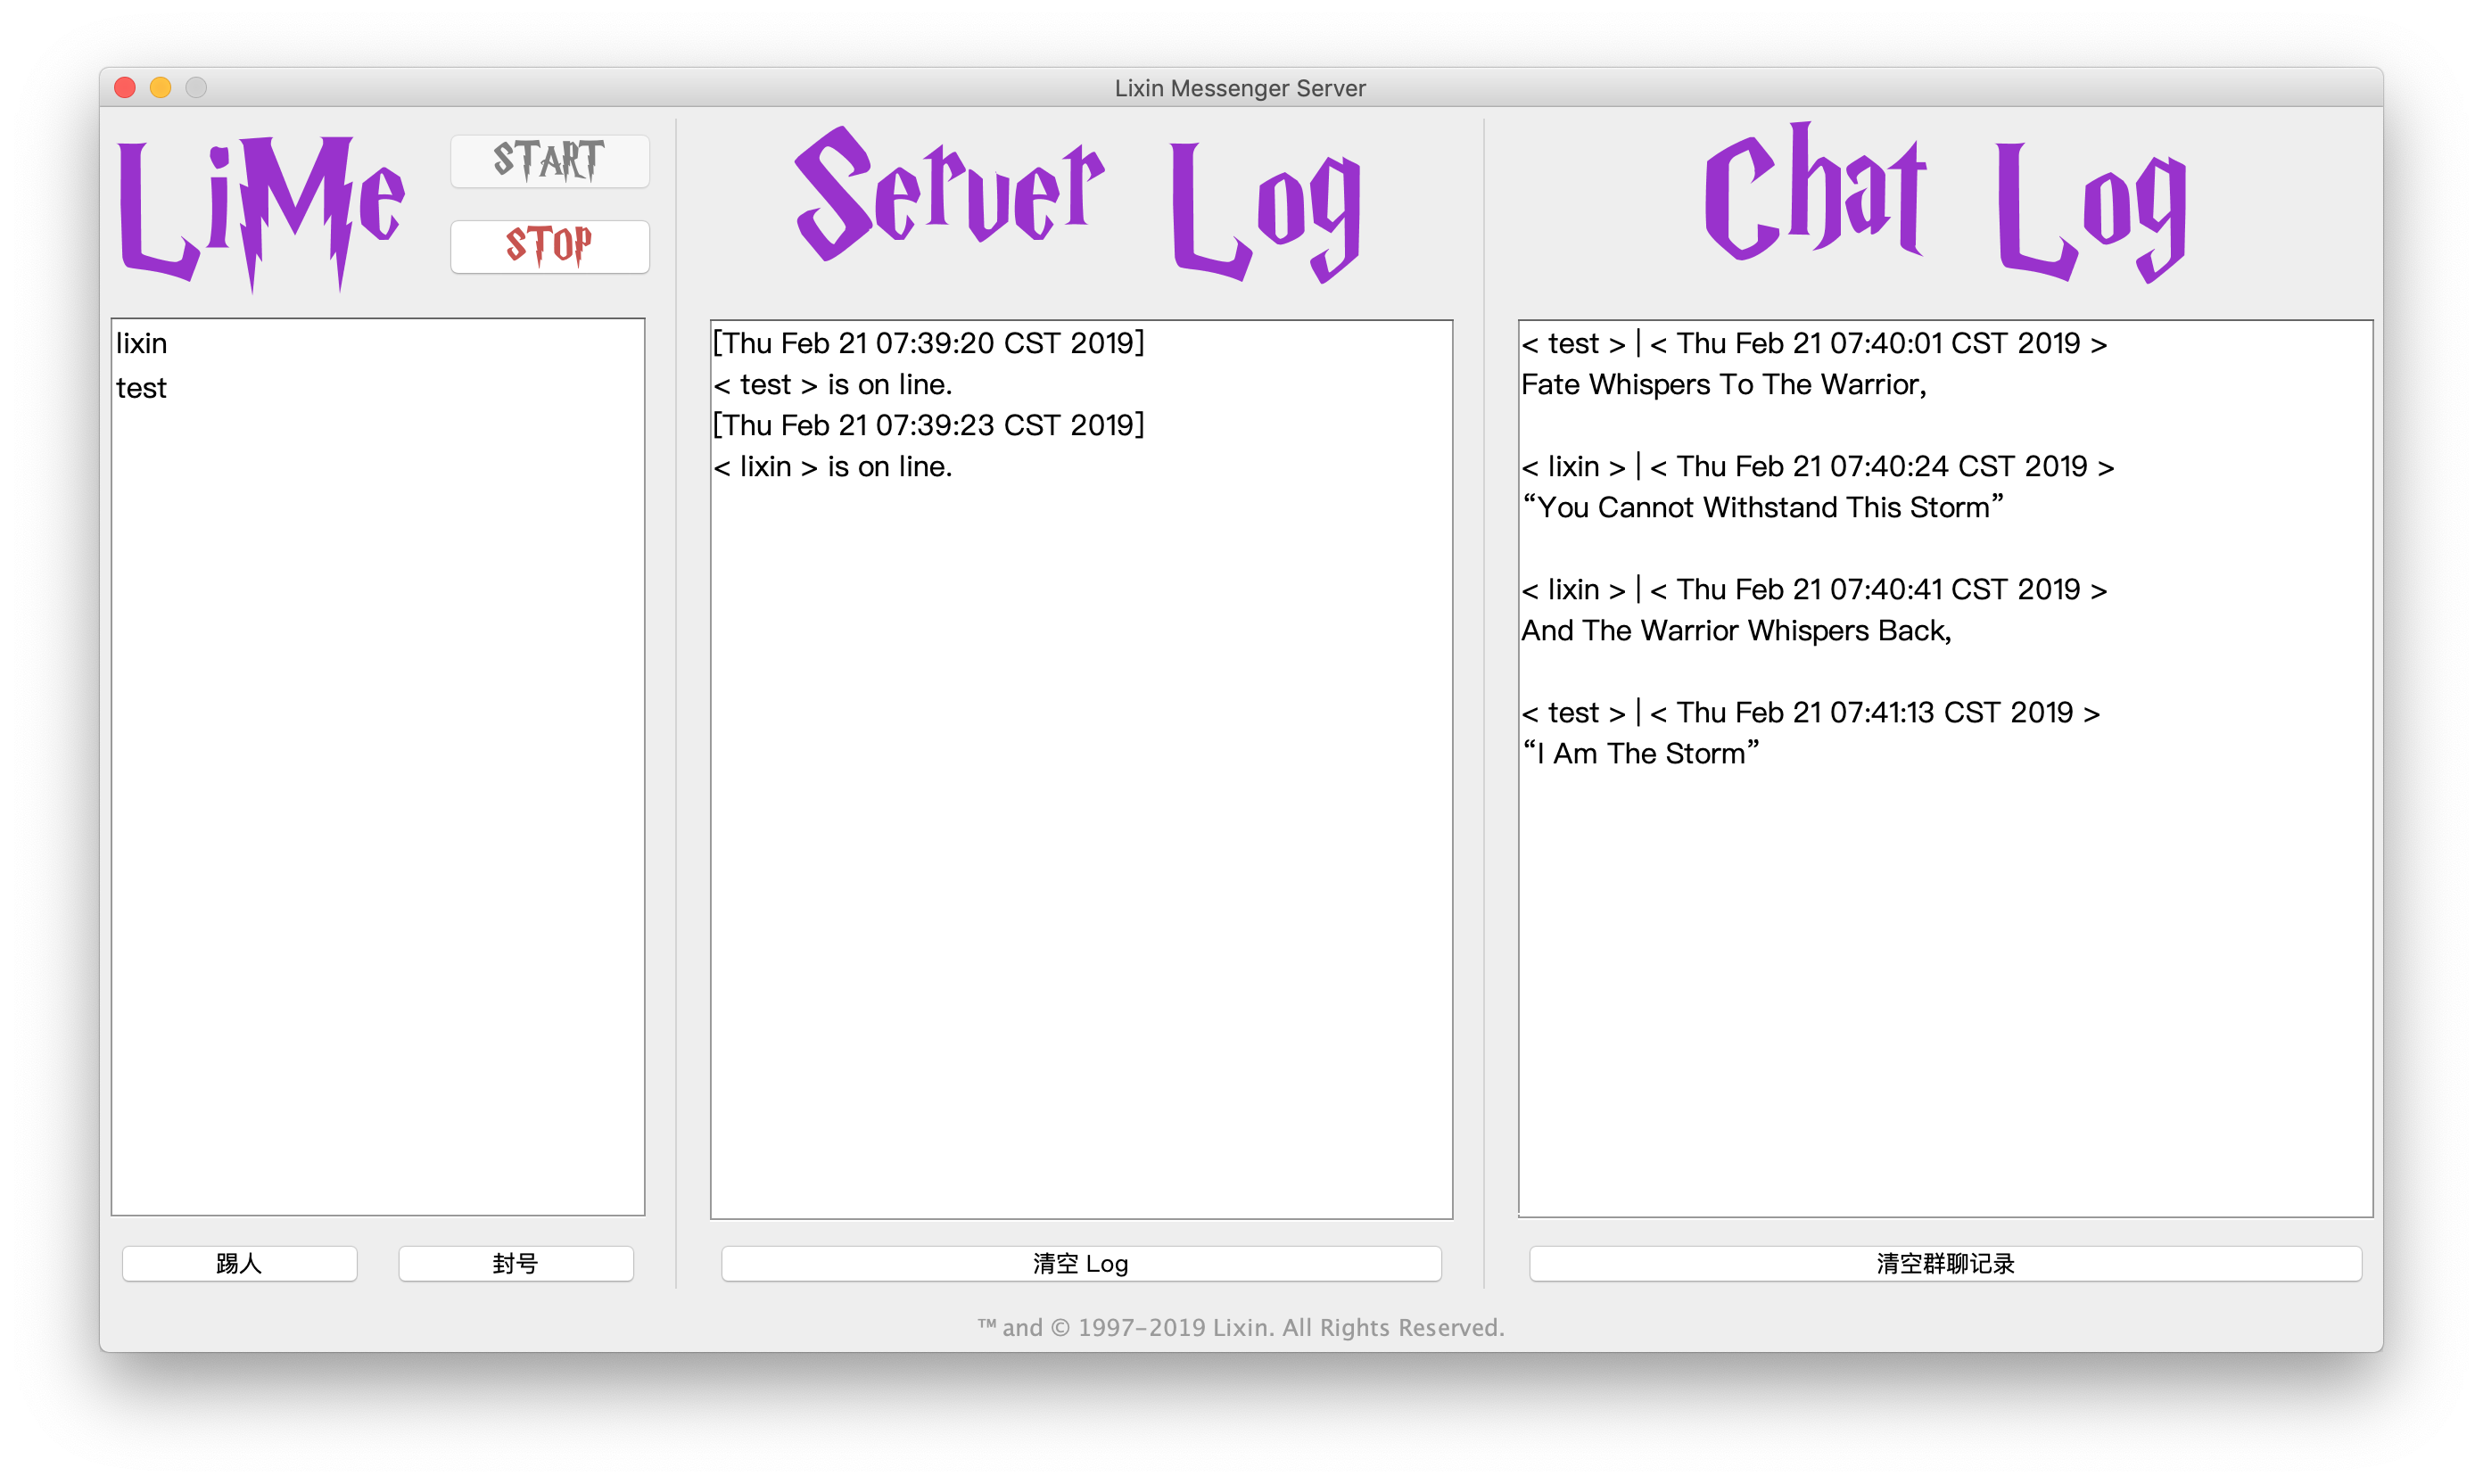 Lixin Messenger Server
LiMe
START
STOP
lixin
test
踢人
封号
Server Log
[Thu Feb 21 07:39:20 CST 2019]
< test > is on line.
[Thu Feb 21 07:39:23 CST 2019]
< lixin > is on line.
清空 Log
Chat Log
< test > | < Thu Feb 21 07:40:01 CST 2019 >
Fate Whispers To The Warrior,
< lixin > | < Thu Feb 21 07:40:24 CST 2019 >
“You Cannot Withstand This Storm”
< lixin > | < Thu Feb 21 07:40:41 CST 2019 >
And The Warrior Whispers Back,
< test > | < Thu Feb 21 07:41:13 CST 2019 >
“I Am The Storm”
清空群聊记录
™ and © 1997-2019 Lixin. All Rights Reserved.